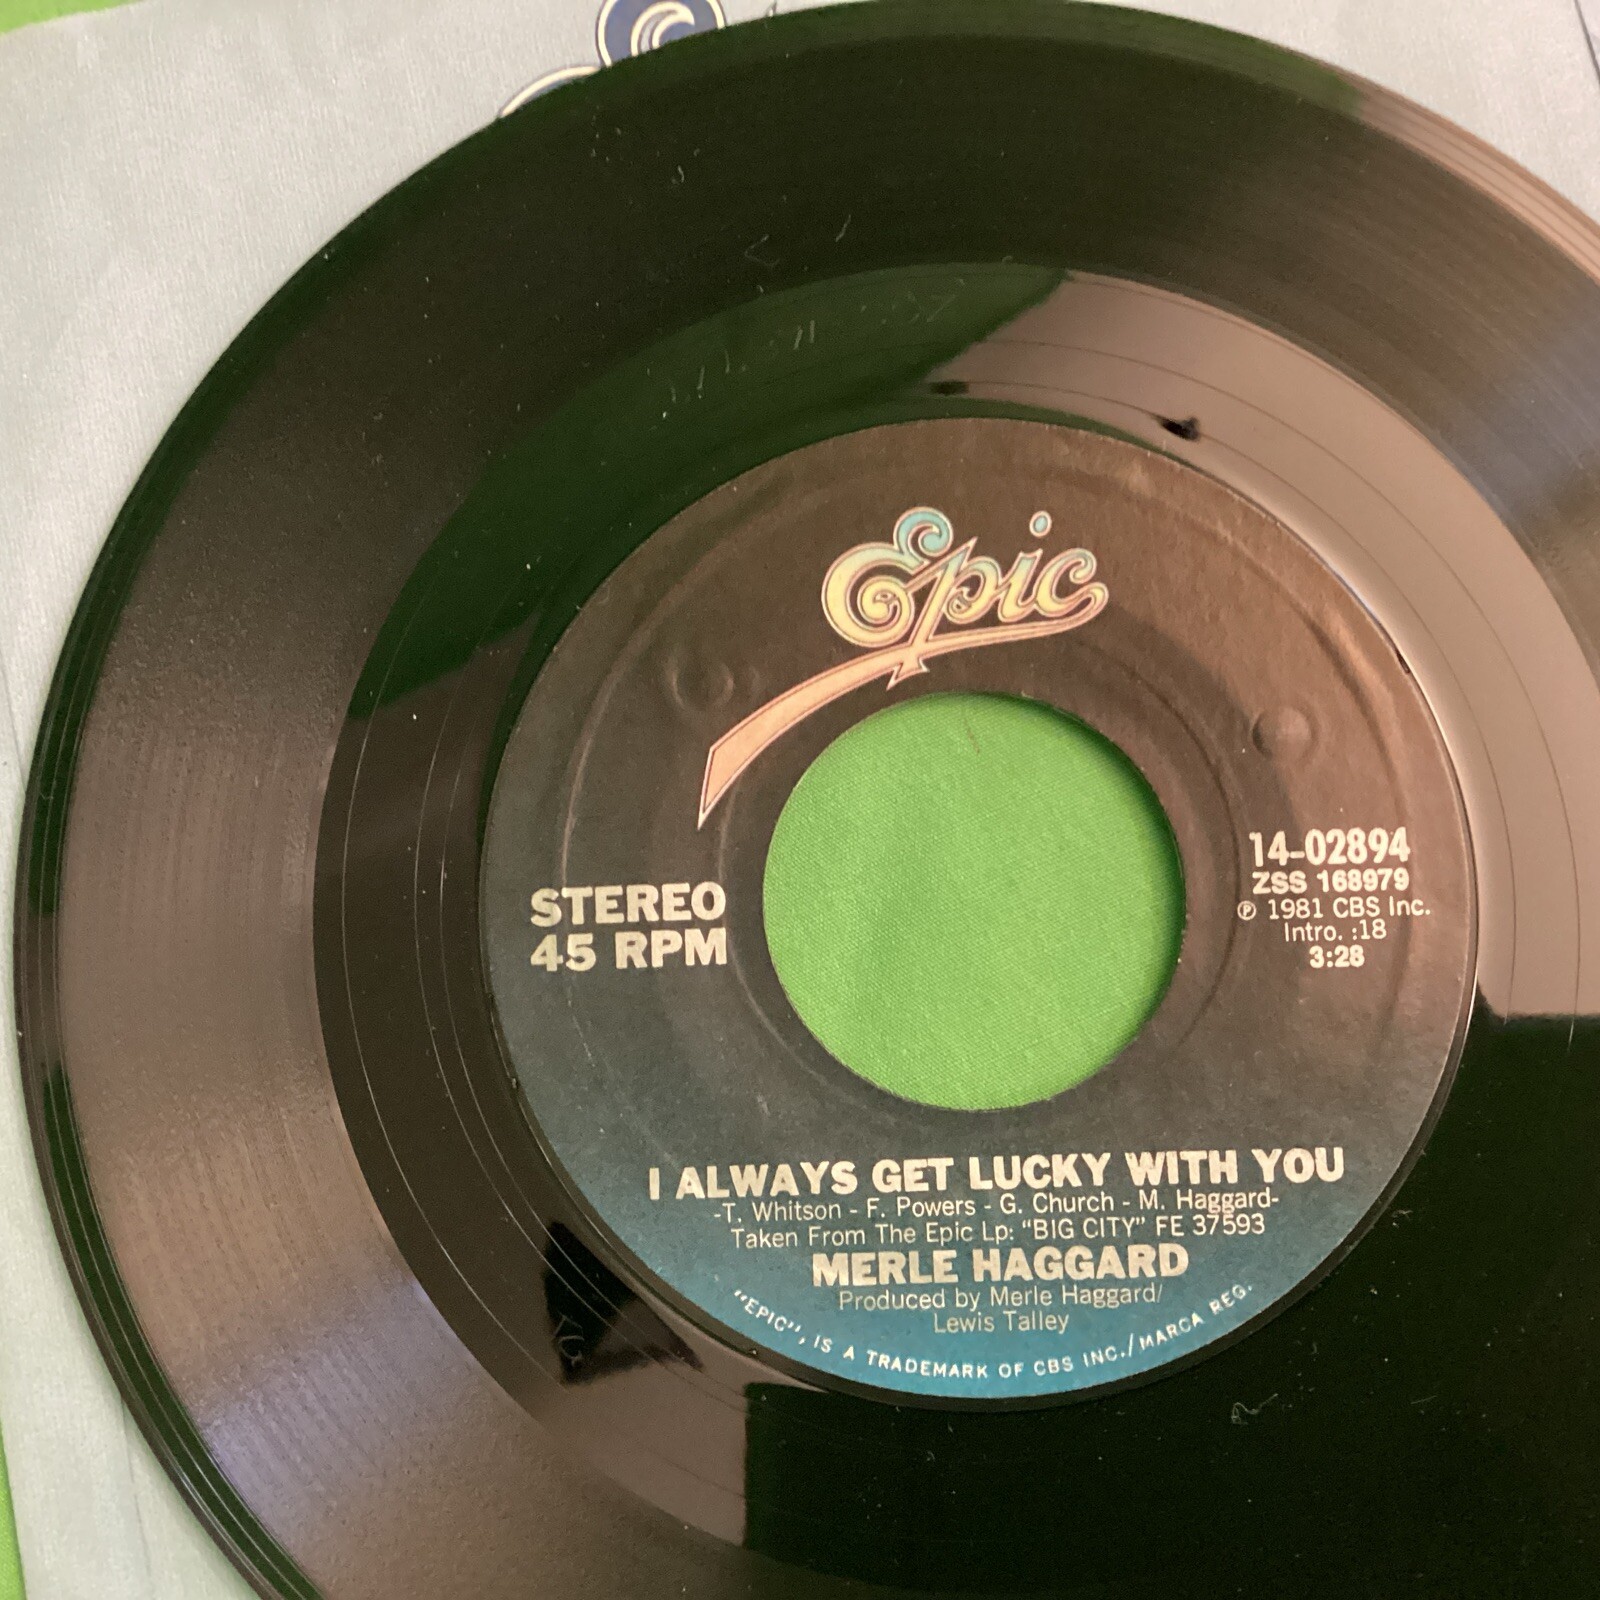 Epic
STEREO
45 RPM
14-02894
ZSS 168979
℗ 1981 CBS Inc.
Intro. :18
3:28
I ALWAYS GET LUCKY WITH YOU
-T. Whitson - F. Powers - G. Church - M. Haggard-
Taken From The Epic Lp: "BIG CITY" FE 37593
MERLE HAGGARD
Produced by Merle Haggard/
Lewis Talley
"EPIC", IS A TRADEMARK OF CBS INC./MARCA REG.